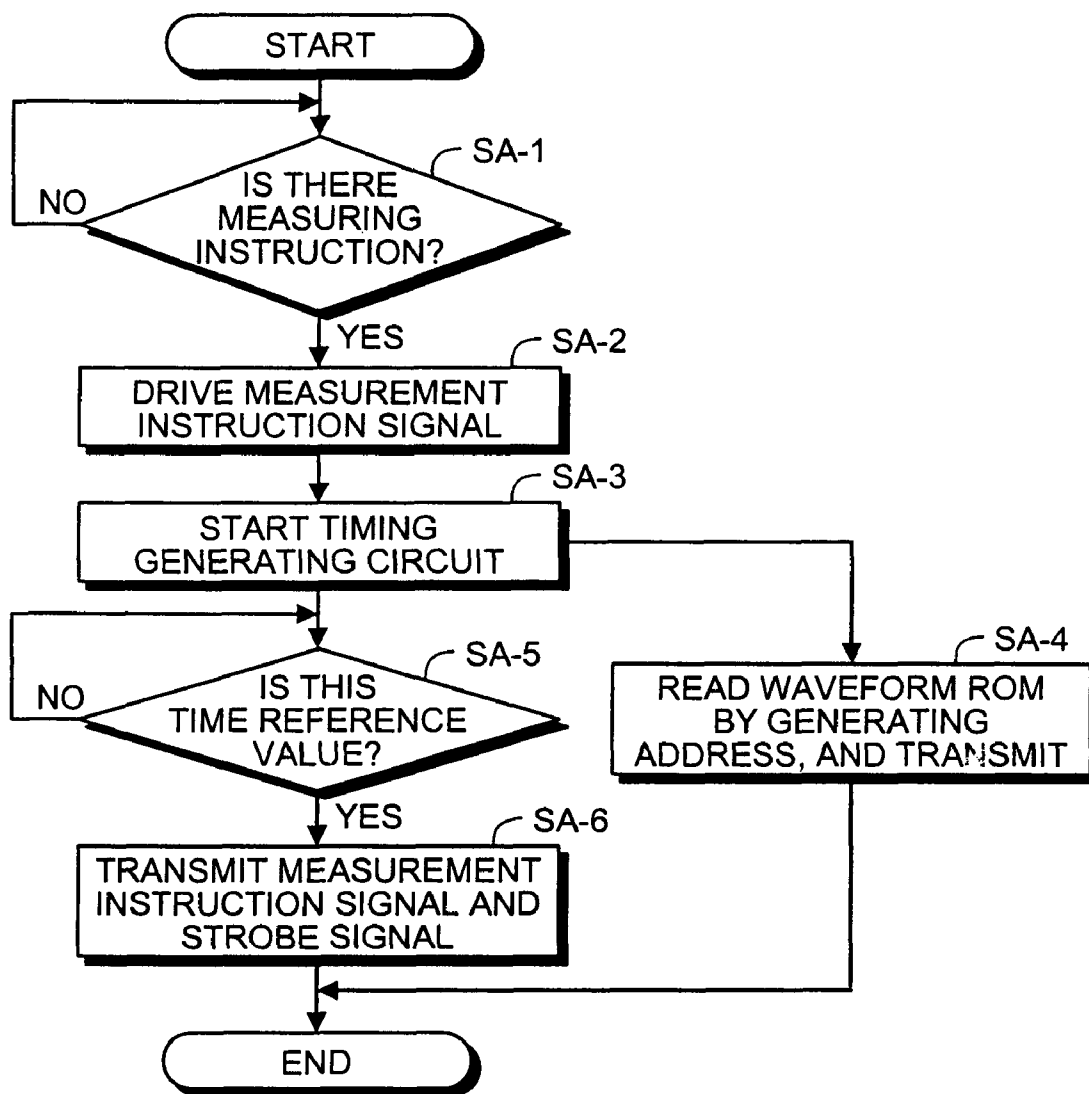 START
SA-1
IS THERE
MEASURING
INSTRUCTION?
NO
YES
SA-2
DRIVE MEASUREMENT
INSTRUCTION SIGNAL
SA-3
START TIMING
GENERATING CIRCUIT
SA-4
READ WAVEFORM ROM
BY GENERATING
ADDRESS, AND TRANSMIT
SA-5
IS THIS
TIME REFERENCE
VALUE?
NO
YES
SA-6
TRANSMIT MEASUREMENT
INSTRUCTION SIGNAL AND
STROBE SIGNAL
END